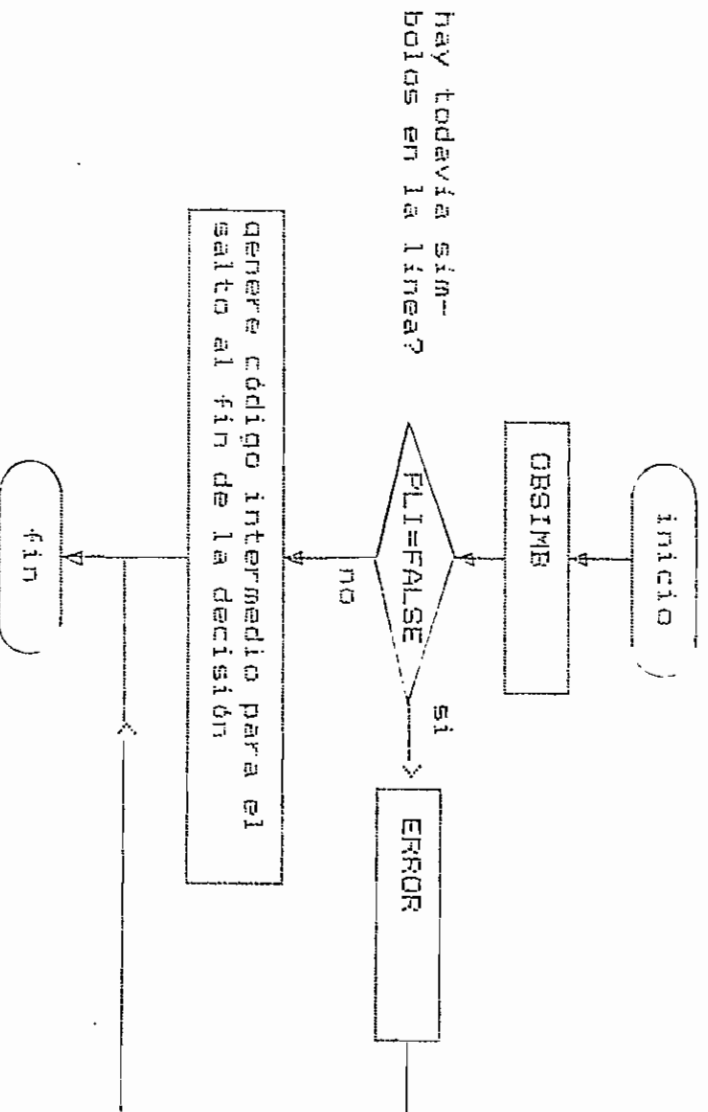 inicio
OBSIMB
hay todavía sím-
bolos en la línea?
PLI=FALSE
si
ERROR
no
genere código intermedio para el
salto al fin de la decisión
fin